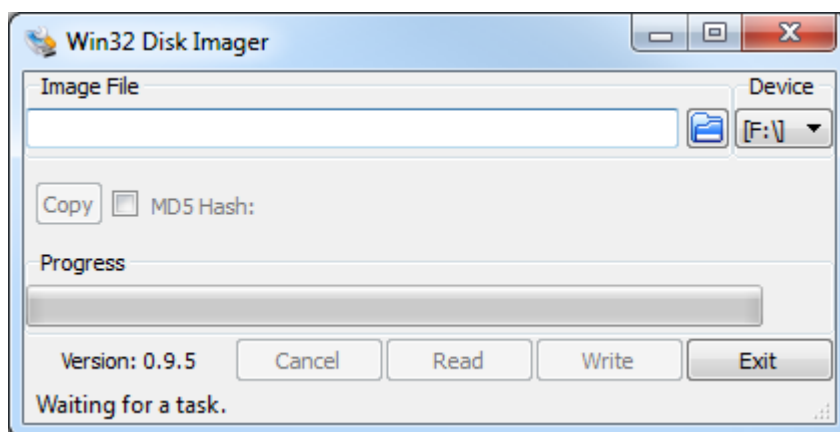 Win32 Disk Imager
Image File Device
[F:\]
Copy MD5 Hash:
Progress
Version: 0.9.5 Cancel Read Write Exit
Waiting for a task.